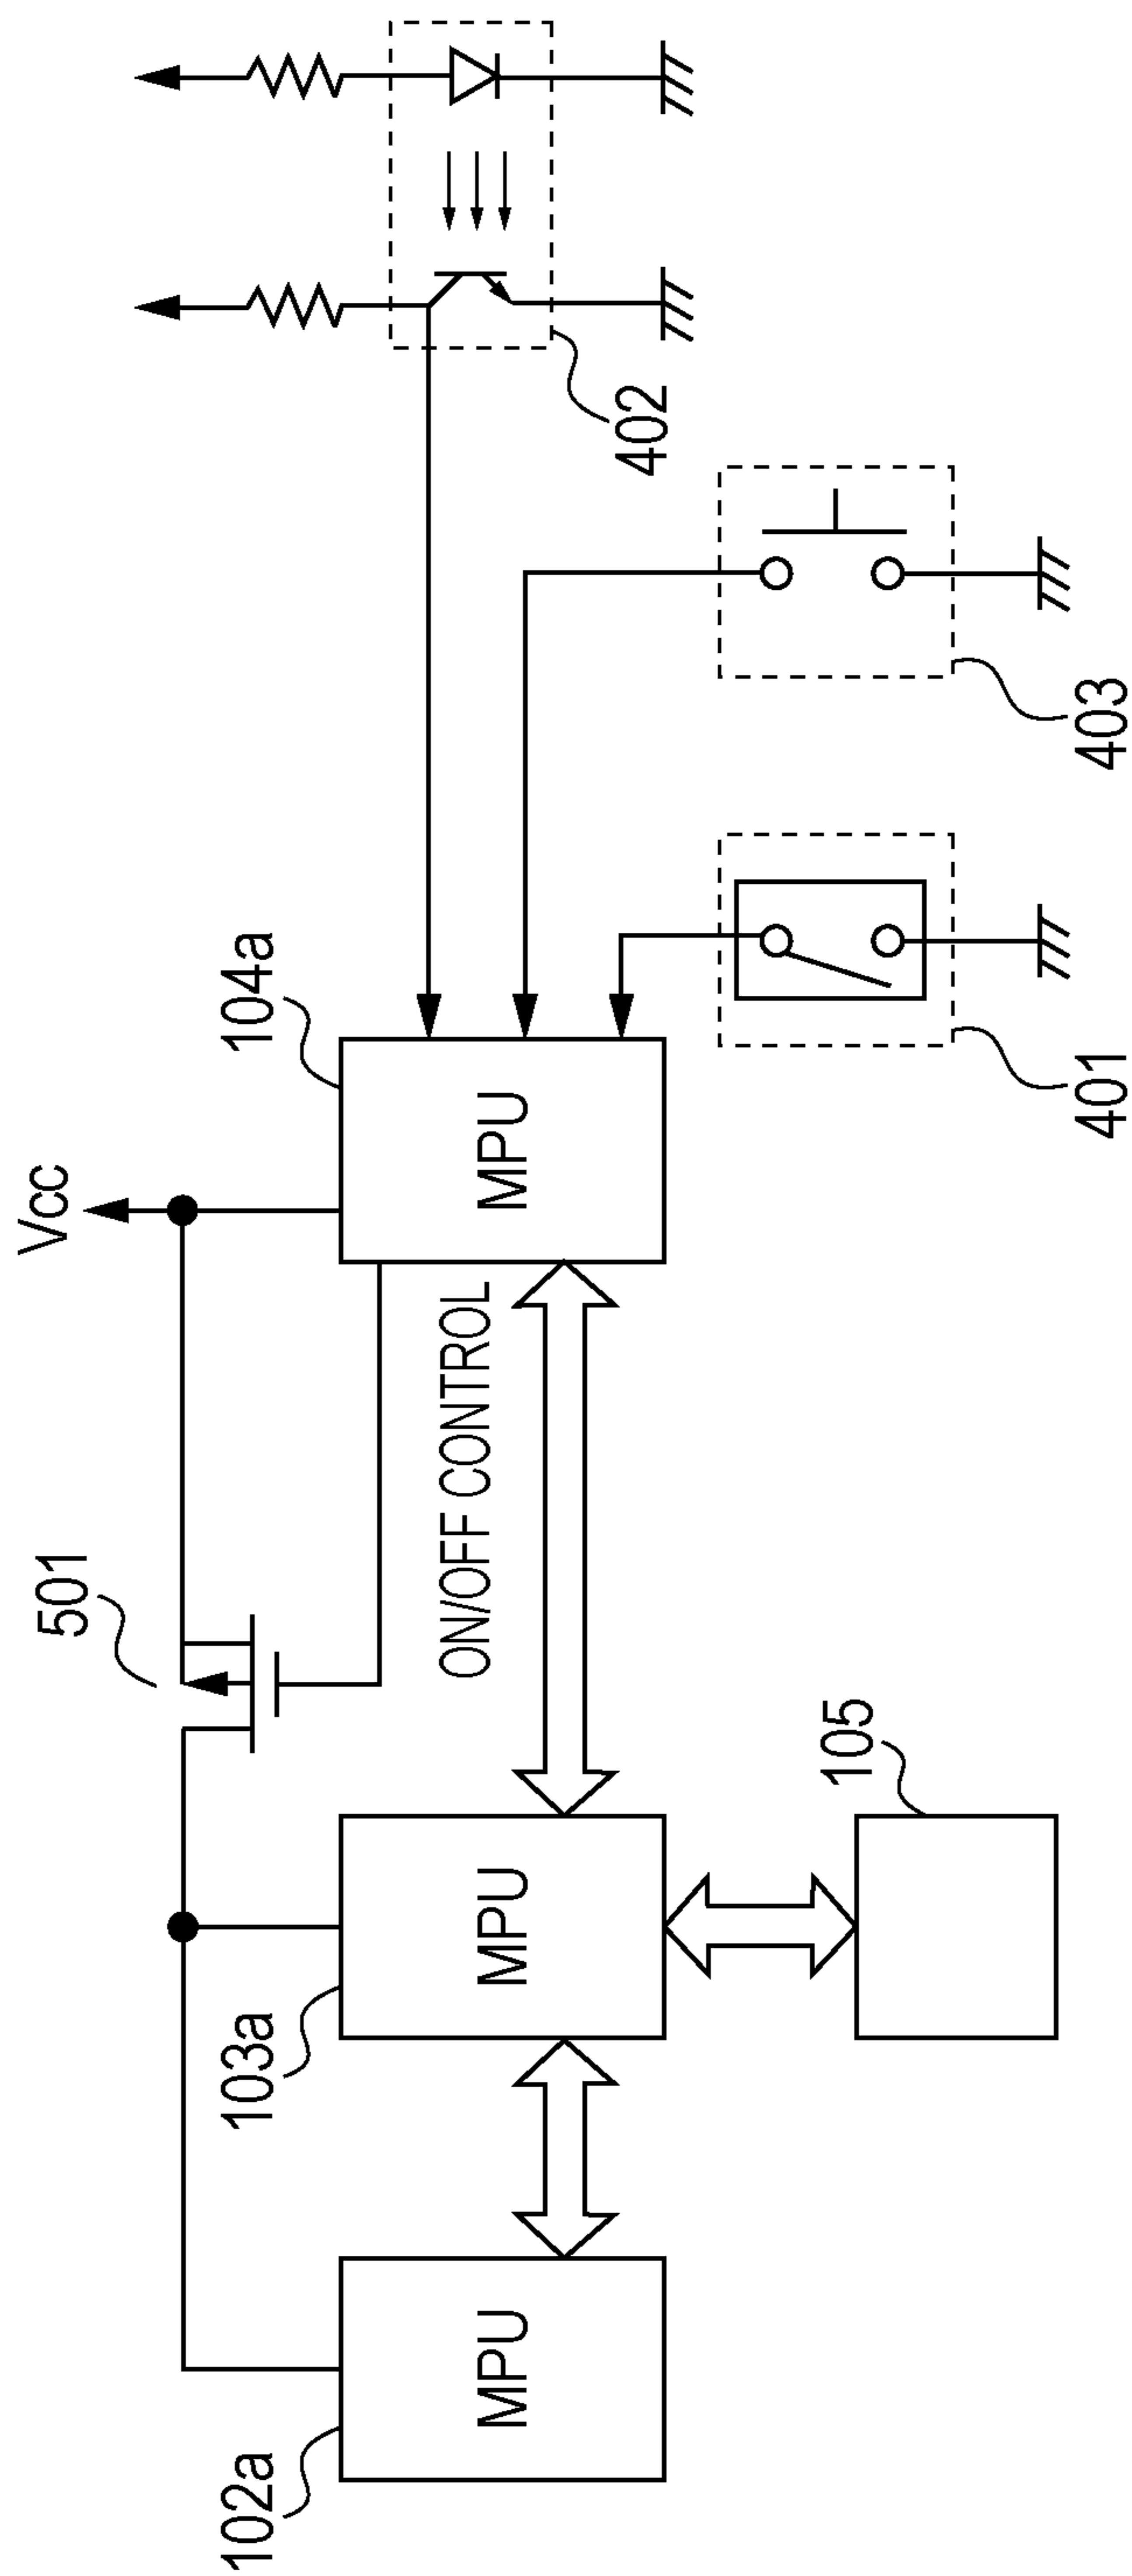 Vcc
501
104a
103a
102a
MPU
MPU
MPU
ON/OFF CONTROL
105
401
403
402